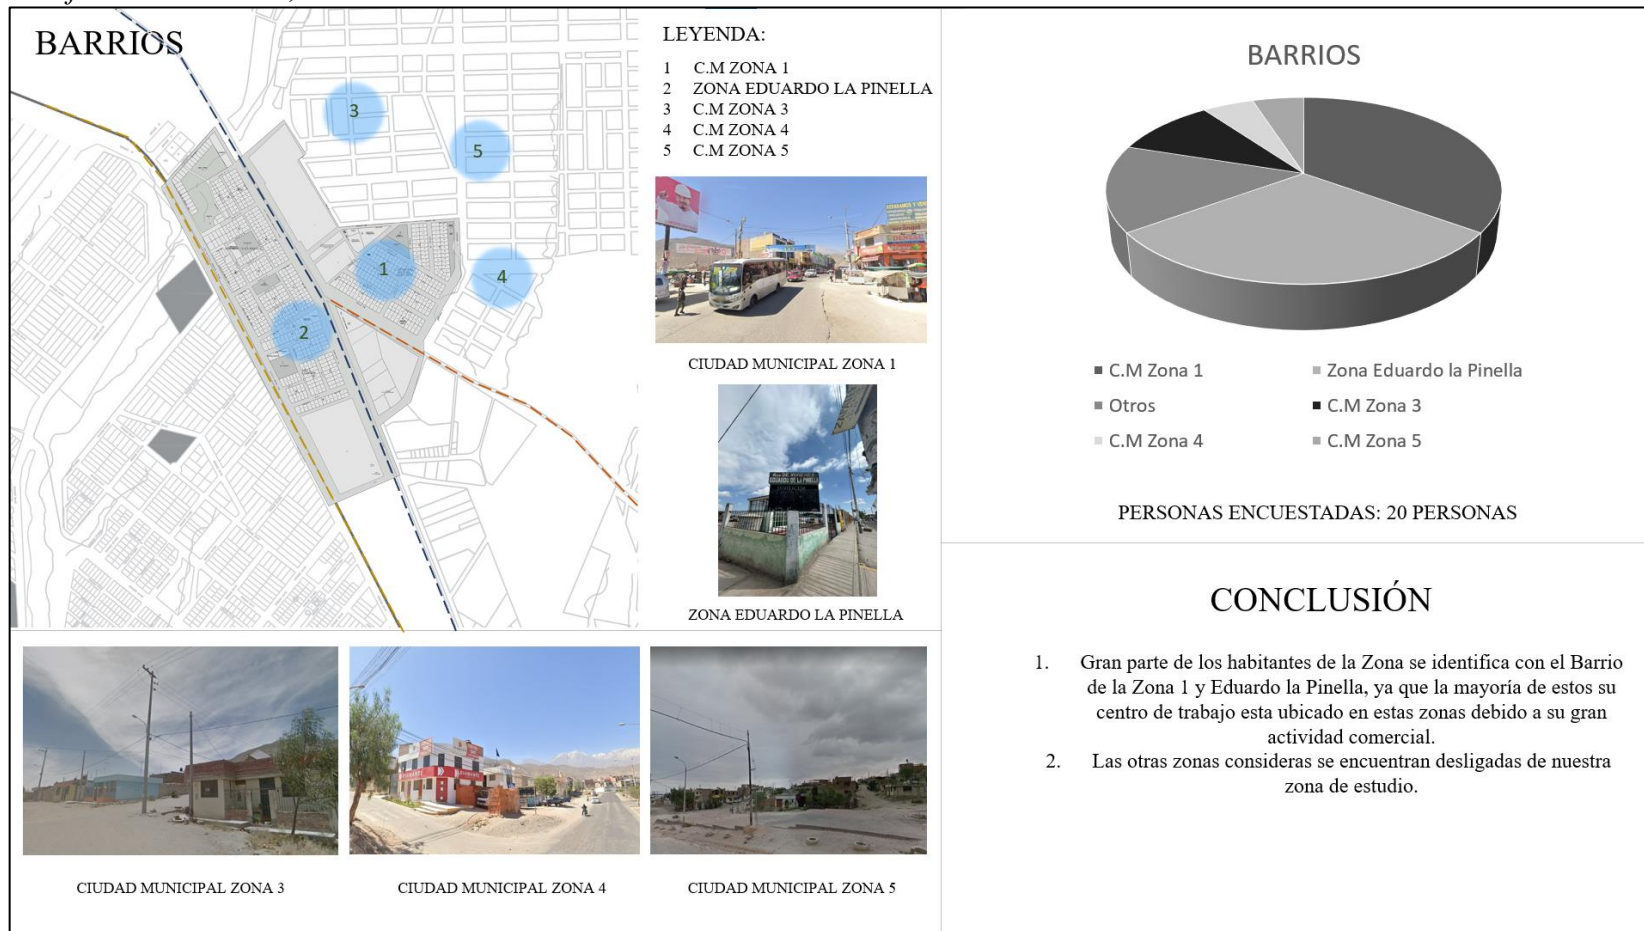 BARRIOS
LEYENDA:
1 C.M ZONA 1
2 ZONA EDUARDO LA PINELLA
3 C.M ZONA 3
4 C.M ZONA 4
5 C.M ZONA 5
3
5
1
4
2
CIUDAD MUNICIPAL ZONA 1
EDUARDO DE LA PINELLA
ZONA EDUARDO LA PINELLA
CIUDAD MUNICIPAL ZONA 3
CIUDAD MUNICIPAL ZONA 4
CIUDAD MUNICIPAL ZONA 5
BARRIOS
C.M Zona 1
Zona Eduardo la Pinella
Otros
C.M Zona 3
C.M Zona 4
C.M Zona 5
PERSONAS ENCUESTADAS: 20 PERSONAS
CONCLUSIÓN
1. Gran parte de los habitantes de la Zona se identifica con el Barrio
de la Zona 1 y Eduardo la Pinella, ya que la mayoría de estos su
centro de trabajo esta ubicado en estas zonas debido a su gran
actividad comercial.
2. Las otras zonas consideras se encuentran desligadas de nuestra
zona de estudio.